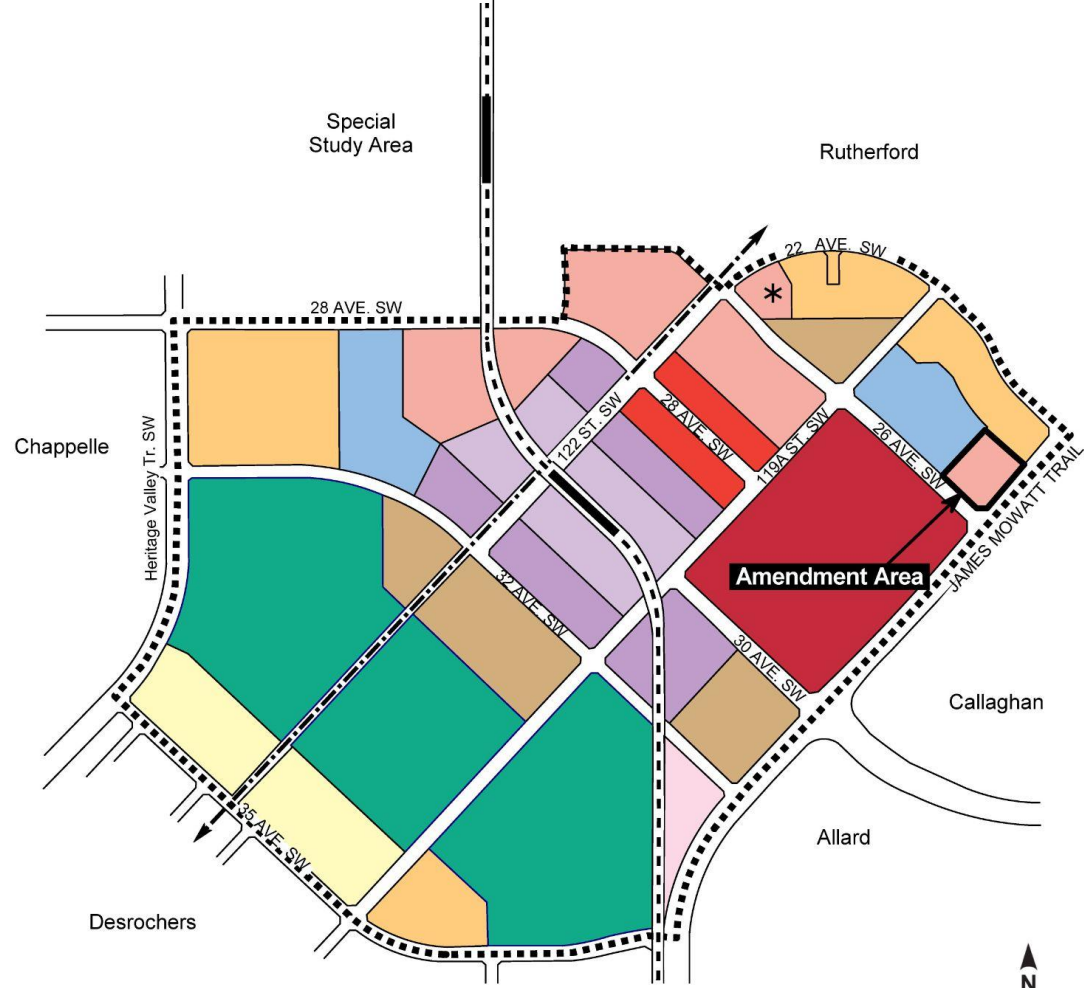 Special
Study Area
Rutherford
22 AVE. SW
*
28 AVE. SW
Chappelle
Heritage Valley Tr. SW
122 ST. SW
28 AVE. SW
119A ST. SW
26 AVE. SW
JAMES MOWATT TRAIL
Amendment Area
32 AVE. SW
30 AVE. SW
Callaghan
35 AVE. SW
Allard
Desrochers
N